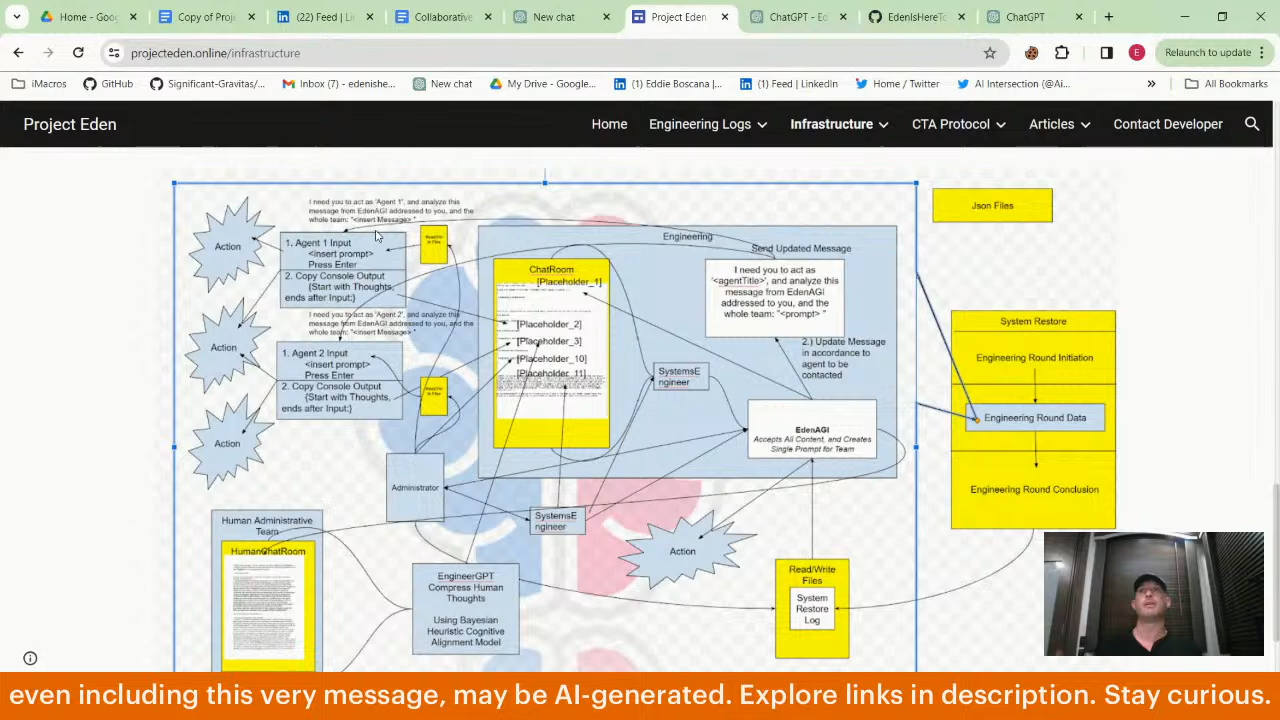 Google Drive
Copy of Proje
(22) Feed | Li
Collaborative
New chat
Project Eden
ChatGPT - Ed
EdenIsHereTo
ChatGPT
projecteden.online/infrastructure
Relaunch to update
iMacros
GitHub
Significant-Gravitas/...
Inbox (7) - edenishe...
New chat
My Drive - Google...
(1) Eddie Boscana |...
(1) Feed | LinkedIn
Home / Twitter
AI Intersection (@Ai...
All Bookmarks
Project Eden
Home
Engineering Logs
Infrastructure
CTA Protocol
Articles
Contact Developer
I need you to act as 'Agent 1', and analyze this
message from EdenAGI addressed to you, and the
whole team: "<insert Message> "
Action
1. Agent 1 Input
<insert prompt>
Press Enter
2. Copy Console Output
{Start with Thoughts,
ends after Input:}
I need you to act as 'Agent 2', and analyze this
message from EdenAGI addressed to you, and the
whole team: "<insert Message> "
Action
1. Agent 2 Input
<insert prompt>
Press Enter
2. Copy Console Output
{Start with Thoughts,
ends after Input:}
Action
Engineering
ChatRoom
[Placeholder_1]
[Placeholder_2]
[Placeholder_3]
[Placeholder_10]
[Placeholder_11]
SystemsE
ngineer
Send Updated Message
I need you to act as
'<agentTitle>', and analyze this
message from EdenAGI
addressed to you, and the
whole team: "<prompt> "
2.) Update Message
in accordance to
agent to be
contacted
EdenAGI
Accepts All Content, and Creates
Single Prompt for Team
Json Files
System Restore
Engineering Round Initiation
Engineering Round Data
Engineering Round Conclusion
Administrator
SystemsE
ngineer
Action
Human Administrative
Team
HumanChatRoom
EngineerGPT
Compress Human
Thoughts
Using Bayesian
Heuristic Cognitive
Alignment Model
Read/Write
Files
System
Restore
Log
even including this very message, may be AI-generated. Explore links in description. Stay curious.